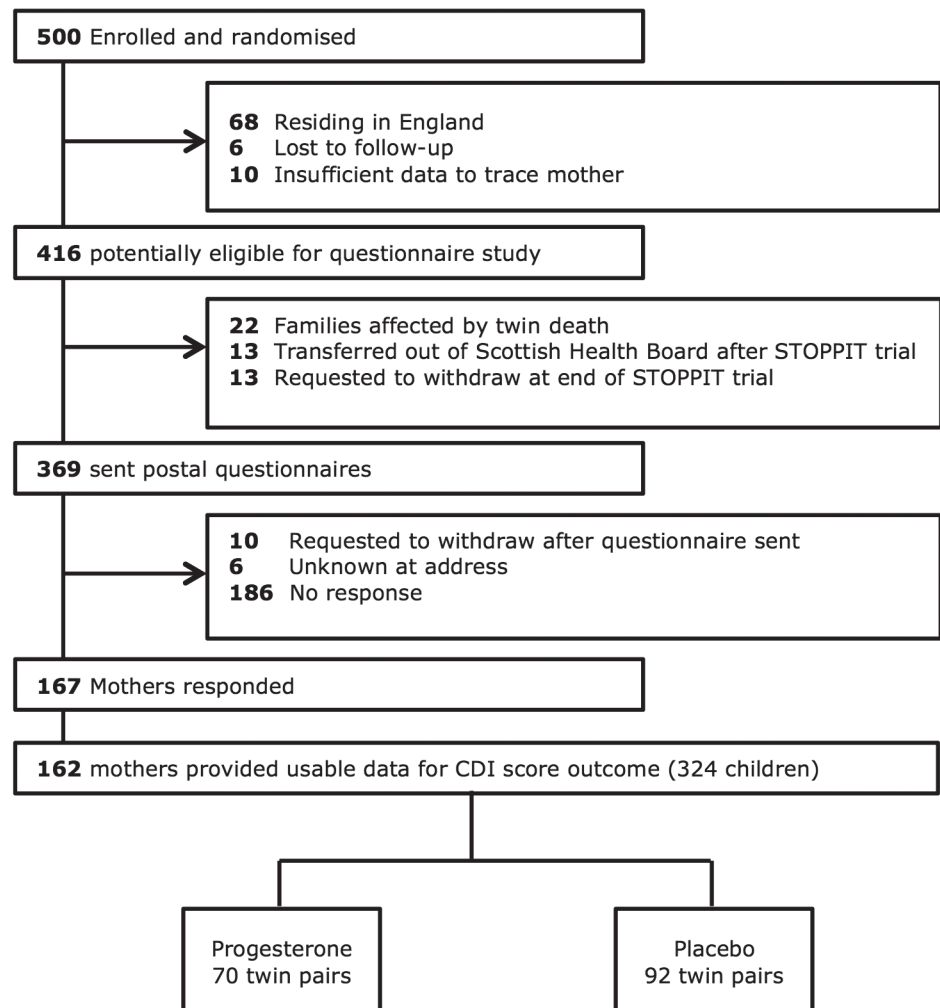 500 Enrolled and randomised
68 Residing in England
6 Lost to follow-up
10 Insufficient data to trace mother
416 potentially eligible for questionnaire study
22 Families affected by twin death
13 Transferred out of Scottish Health Board after STOPPIT trial
13 Requested to withdraw at end of STOPPIT trial
369 sent postal questionnaires
10 Requested to withdraw after questionnaire sent
6 Unknown at address
186 No response
167 Mothers responded
162 mothers provided usable data for CDI score outcome (324 children)
Progesterone
70 twin pairs
Placebo
92 twin pairs